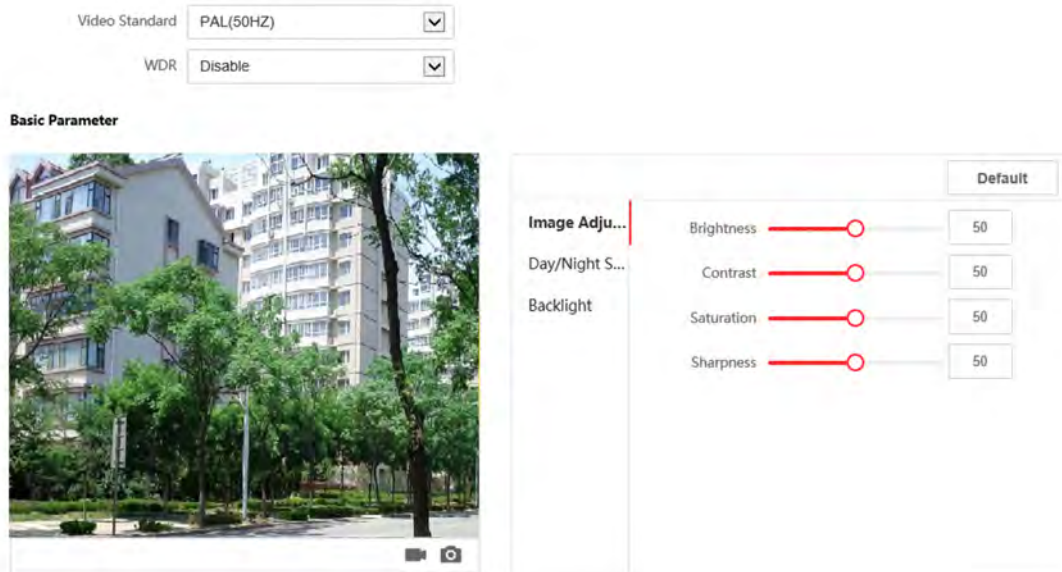 Video Standard PAL(50HZ)
WDR Disable
Basic Parameter
Default
Image Adju...
Day/Night S...
Backlight
Brightness 50
Contrast 50
Saturation 50
Sharpness 50